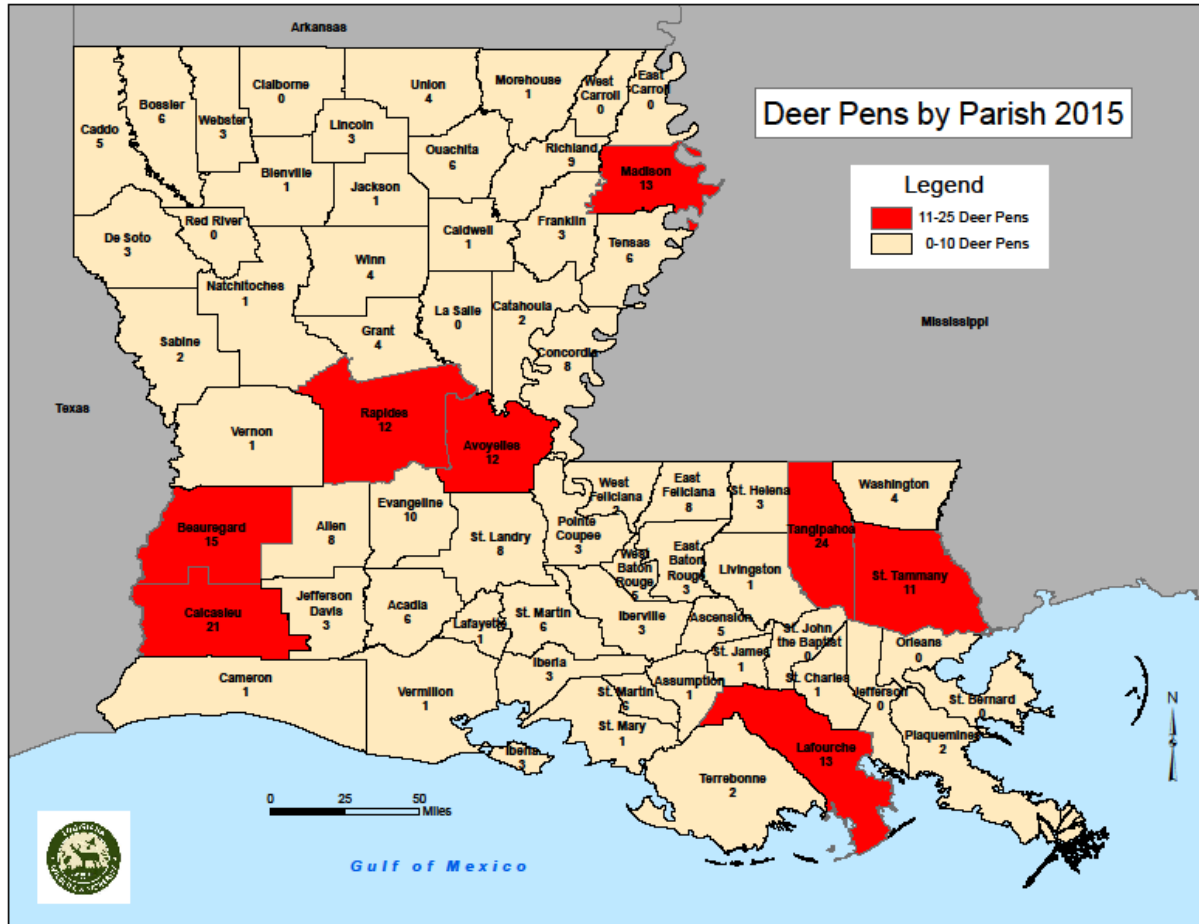 Arkansas
Deer Pens by Parish 2015
Legend
11-25 Deer Pens
0-10 Deer Pens
Caddo
5
Bossier
6
Webster
3
Claiborne
0
Lincoln
3
Union
4
Morehouse
1
West
Carroll
0
East
Carroll
0
Ouachita
6
Richland
9
Madison
13
Bienville
1
Jackson
1
De Soto
3
Red River
0
Caldwell
1
Franklin
3
Tensas
6
Winn
4
Natchitoches
1
La Salle
0
Catahoula
2
Sabine
2
Grant
4
Concordia
8
Mississippi
Texas
Vernon
1
Rapides
12
Avoyelles
12
Beauregard
15
Allen
8
Evangeline
10
St. Landry
8
Pointe
Coupee
3
West
Feliciana
2
East
Feliciana
8
St. Helena
3
Tangipahoa
24
Washington
4
St. Tammany
11
West
Baton
Rouge
5
East
Baton
Rouge
3
Livingston
1
Calcasieu
21
Jefferson
Davis
3
Acadia
6
Lafayette
1
St. Martin
6
Iberville
3
Ascension
5
St. James
1
St. John
the Baptist
0
Orleans
0
Cameron
1
Vermilion
1
Iberia
3
St. Martin
6
Assumption
1
St. Charles
1
Jefferson
0
St. Bernard
0
St. Mary
1
Iberia
3
Lafourche
13
Plaquemines
2
Terrebonne
2
N
0 25 50
Miles
Gulf of Mexico